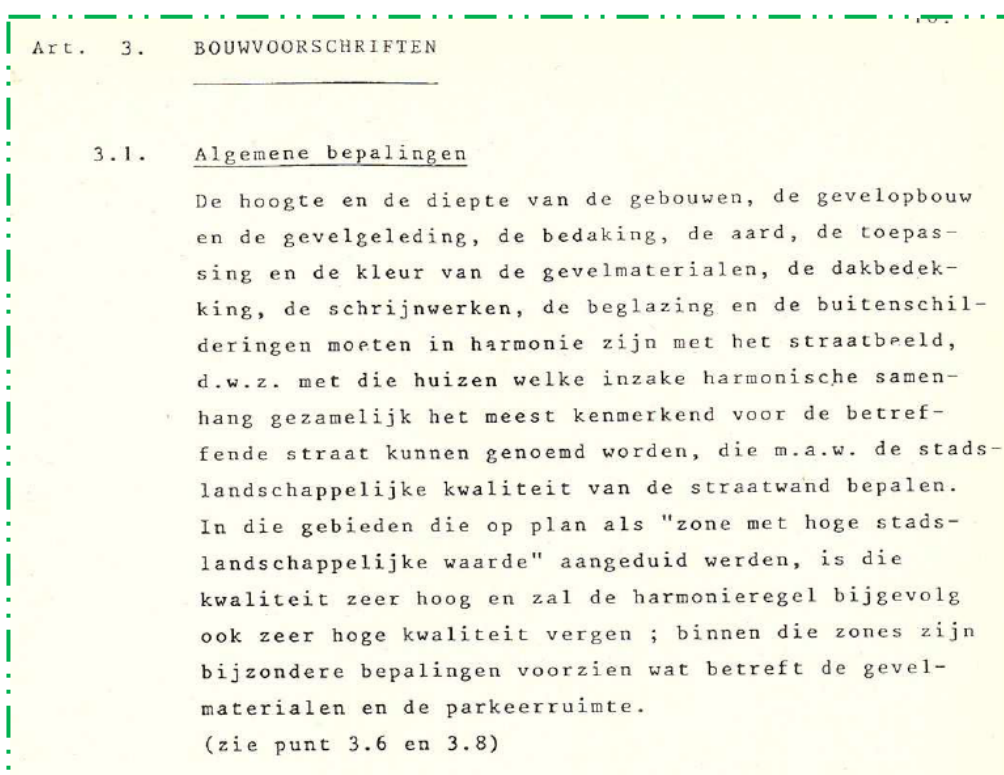 Art. 3. BOUWVOORSCHRIFTEN
3.1. Algemene bepalingen
De hoogte en de diepte van de gebouwen, de gevelopbouw
en de gevelgeleding, de bedaking, de aard, de toepas-
sing en de kleur van de gevelmaterialen, de dakbedek-
king, de schrijnwerken, de beglazing en de buitenschil-
deringen moeten in harmonie zijn met het straatbeeld,
d.w.z. met die huizen welke inzake harmonische samen-
hang gezamelijk het meest kenmerkend voor de betref-
fende straat kunnen genoemd worden, die m.a.w. de stads-
landschappelijke kwaliteit van de straatwand bepalen.
In die gebieden die op plan als "zone met hoge stads-
landschappelijke waarde" aangeduid werden, is die
kwaliteit zeer hoog en zal de harmonieregel bijgevolg
ook zeer hoge kwaliteit vergen ; binnen die zones zijn
bijzondere bepalingen voorzien wat betreft de gevel-
materialen en de parkeerruimte.
(zie punt 3.6 en 3.8)